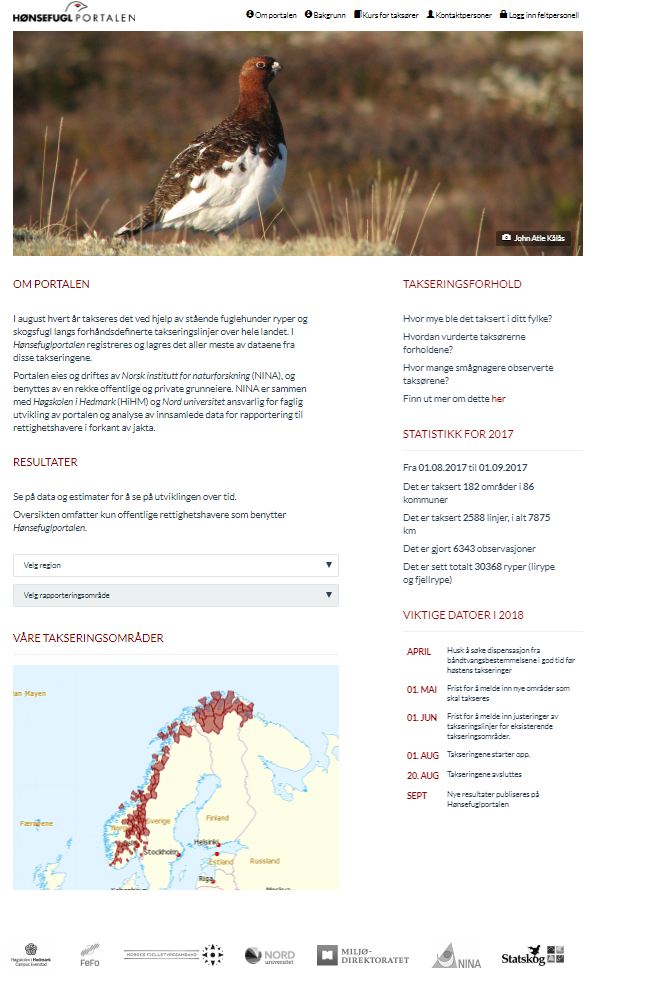 HØNSEFUGLPORTALEN
Om portalen Bakgrunn Kurs for taksører Kontaktpersoner Logg inn feltpersonell
John Atle Kålås
OM PORTALEN
I august hvert år takseres det ved hjelp av stående fuglehunder ryper og
skogsfugl langs forhåndsdefinerte takseringslinjer over hele landet. I
Hønsefuglportalen registreres og lagres det aller meste av dataene fra
disse takseringene.
Portalen eies og driftes av Norsk institutt for naturforskning (NINA), og
benyttes av en rekke offentlige og private grunneiere. NINA er sammen
med Høgskolen i Hedmark (HiHM) og Nord universitet ansvarlig for faglig
utvikling av portalen og analyse av innsamlede data for rapportering til
rettighetshavere i forkant av jakta.
RESULTATER
Se på data og estimater for å se på utviklingen over tid.
Oversikten omfatter kun offentlige rettighetshavere som benytter
Hønsefuglportalen.
Velg region
Velg rapporteringsområde
VÅRE TAKSERINGSOMRÅDER
Jan Mayen
Færøyene
Norge
Sverige
Finland
Stockholm
Helsinki
Estland
Russland
Riga
København
Moskva
TAKSERINGSFORHOLD
Hvor mye ble det taksert i ditt fylke?
Hvordan vurderte taksørerne
forholdene?
Hvor mange smågnagere observerte
taksørene?
Finn ut mer om dette her
STATISTIKK FOR 2017
Fra 01.08.2017 til 01.09.2017
Det er taksert 182 områder i 86
kommuner
Det er taksert 2588 linjer, i alt 7875
km
Det er gjort 6343 observasjoner
Det er sett totalt 30368 ryper (lirype
og fjellrype)
VIKTIGE DATOER I 2018
APRIL Husk å søke dispensasjon fra
båndtvangsbestemmelsene i god tid før
høstens takseringer
01. MAI Frist for å melde inn nye områder som
skal takseres
01. JUN Frist for å melde inn justeringer av
takseringslinjer for eksisterende
takseringsområder.
01. AUG Takseringene starter opp.
20. AUG Takseringene avsluttes
SEPT Nye resultater publiseres på
Hønsefuglportalen
Høgskolen i Hedmark
Campus Evenstad
FeFo
NORGES FJELLSTYRESAMBAND
NORD
universitet
MILJØ-
DIREKTORATET
NINA
Statskog